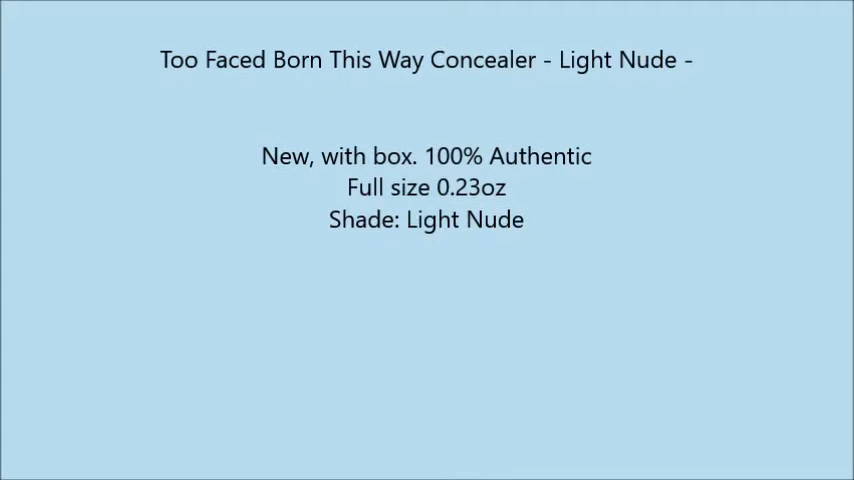 Too Faced Born This Way Concealer - Light Nude -
New, with box. 100% Authentic
Full size 0.23oz
Shade: Light Nude